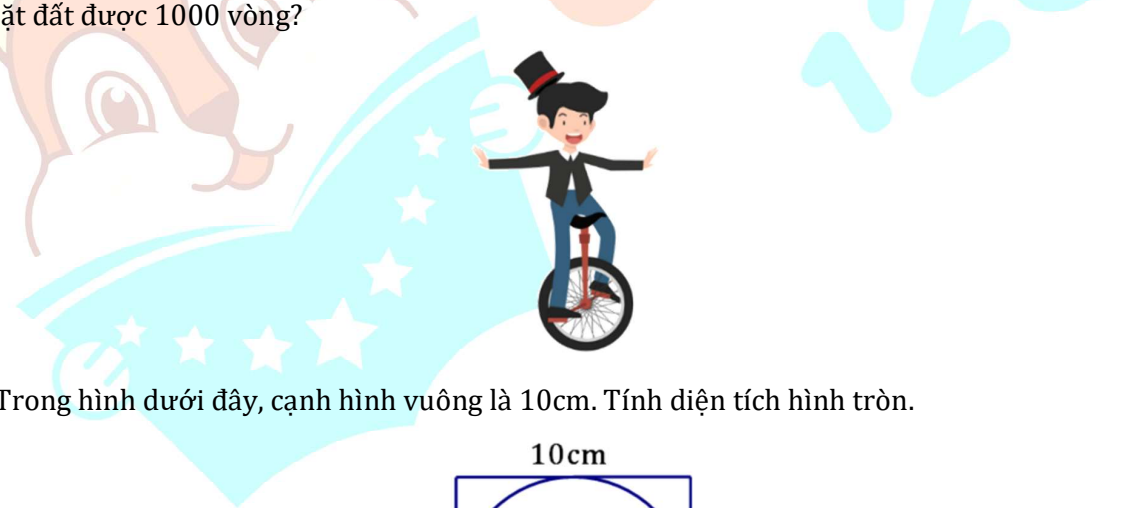 ặt đất được 1000 vòng?
Trong hình dưới đây, cạnh hình vuông là 10cm. Tính diện tích hình tròn.
10cm